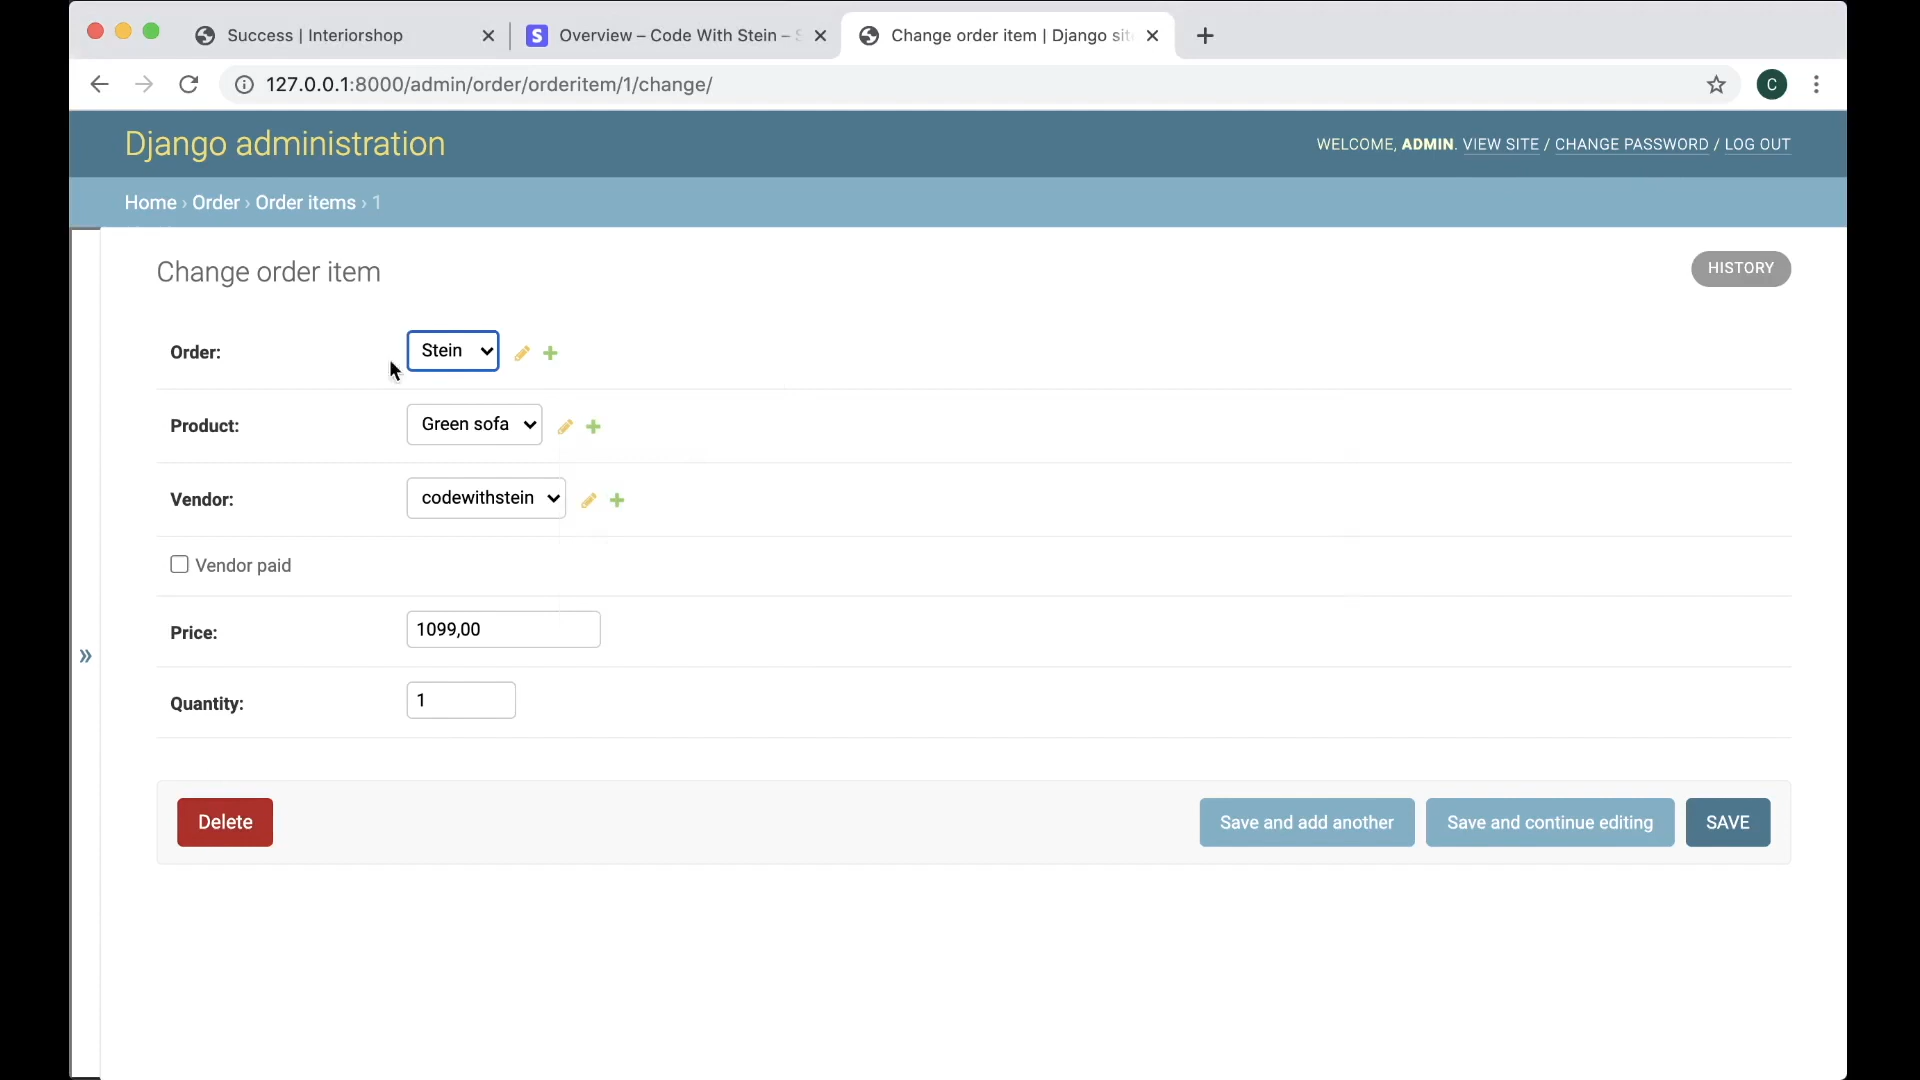 Success | Interiorshop
Overview – Code With Stein –
Change order item | Django sit
127.0.0.1:8000/admin/order/orderitem/1/change/
C
Django administration
WELCOME, ADMIN. VIEW SITE / CHANGE PASSWORD / LOG OUT
Home › Order › Order items › 1
Change order item
HISTORY
Order:
Stein
Product:
Green sofa
Vendor:
codewithstein
Vendor paid
Price:
1099,00
Quantity:
1
»
Delete
Save and add another
Save and continue editing
SAVE